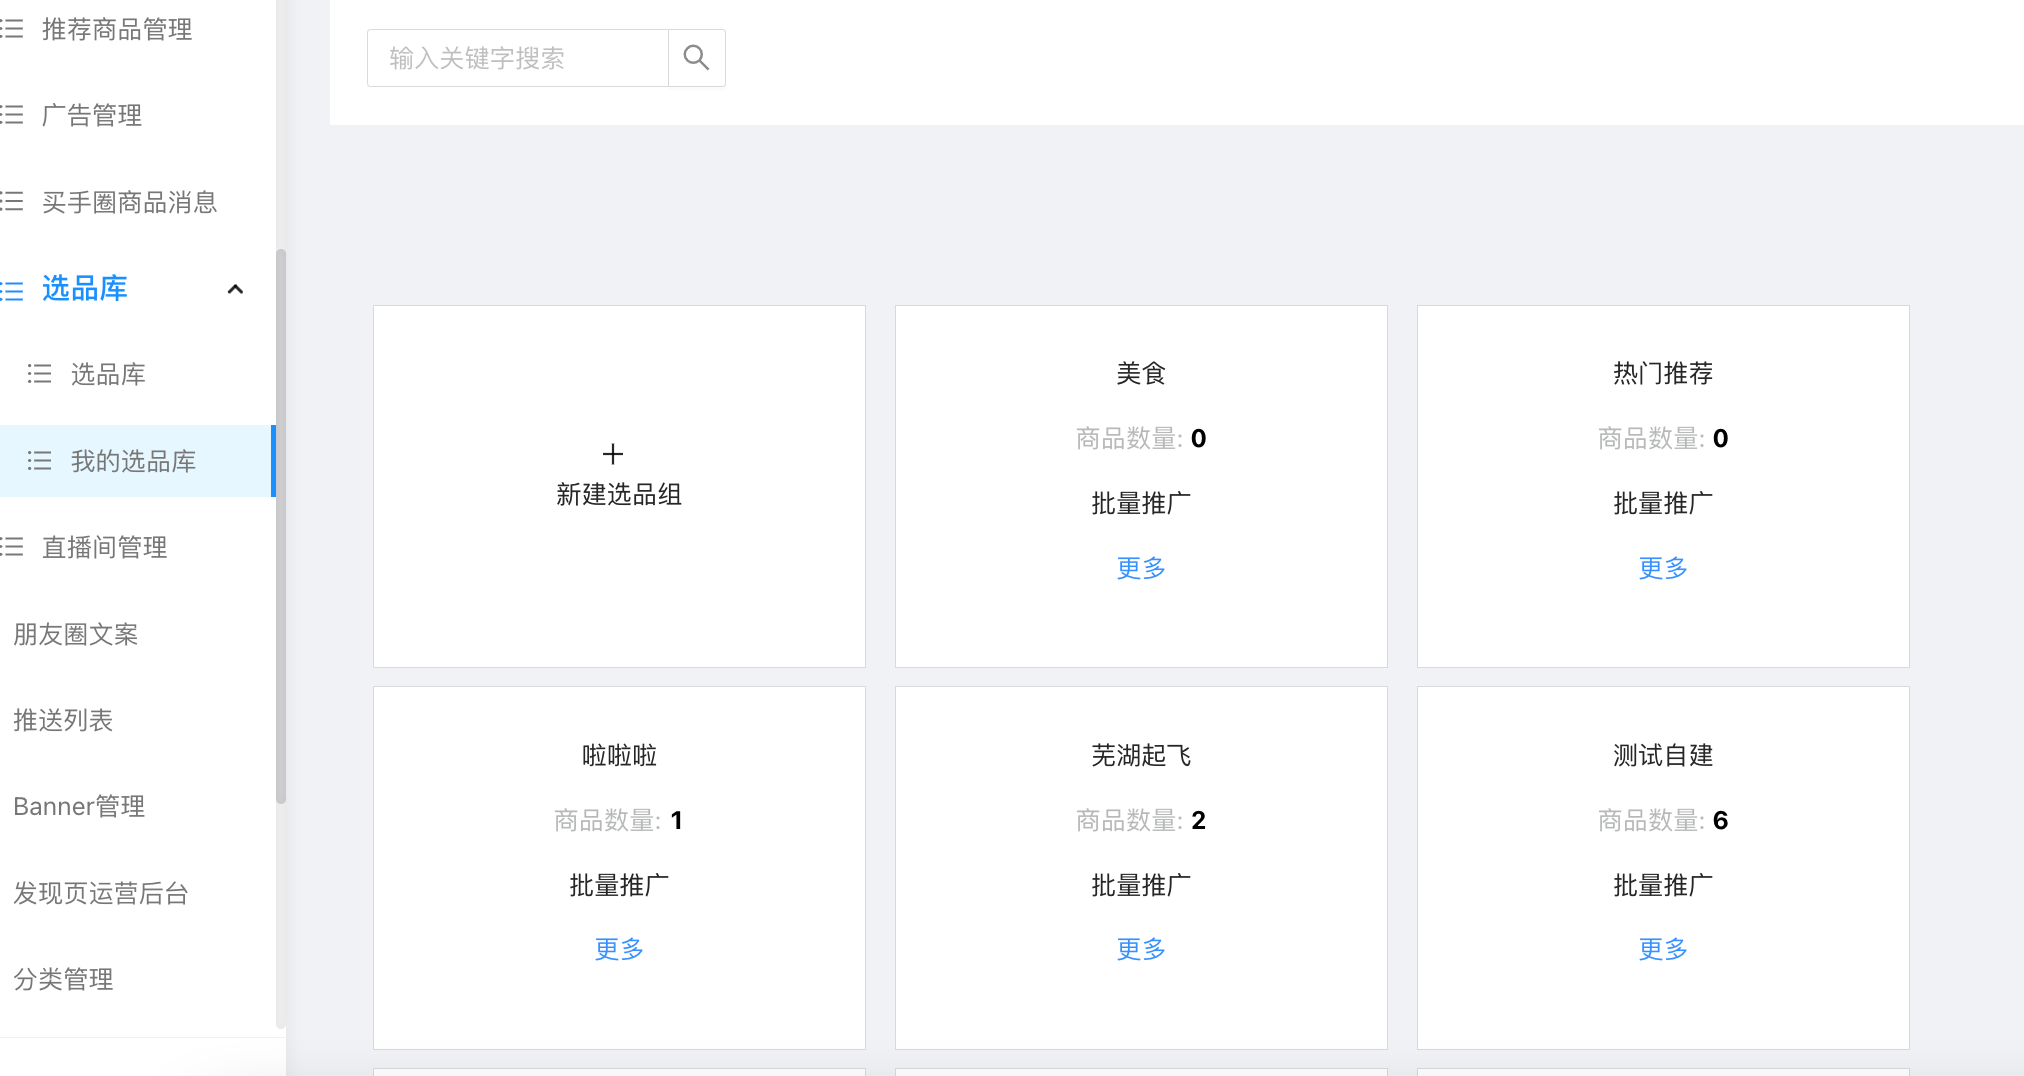 推荐商品管理
广告管理
买手圈商品消息
选品库
选品库
我的选品库
直播间管理
朋友圈文案
推送列表
Banner管理
发现页运营后台
分类管理
输入关键字搜索
新建选品组
美食
商品数量: 0
批量推广
更多
热门推荐
商品数量: 0
批量推广
更多
啦啦啦
商品数量: 1
批量推广
更多
芜湖起飞
商品数量: 2
批量推广
更多
测试自建
商品数量: 6
批量推广
更多